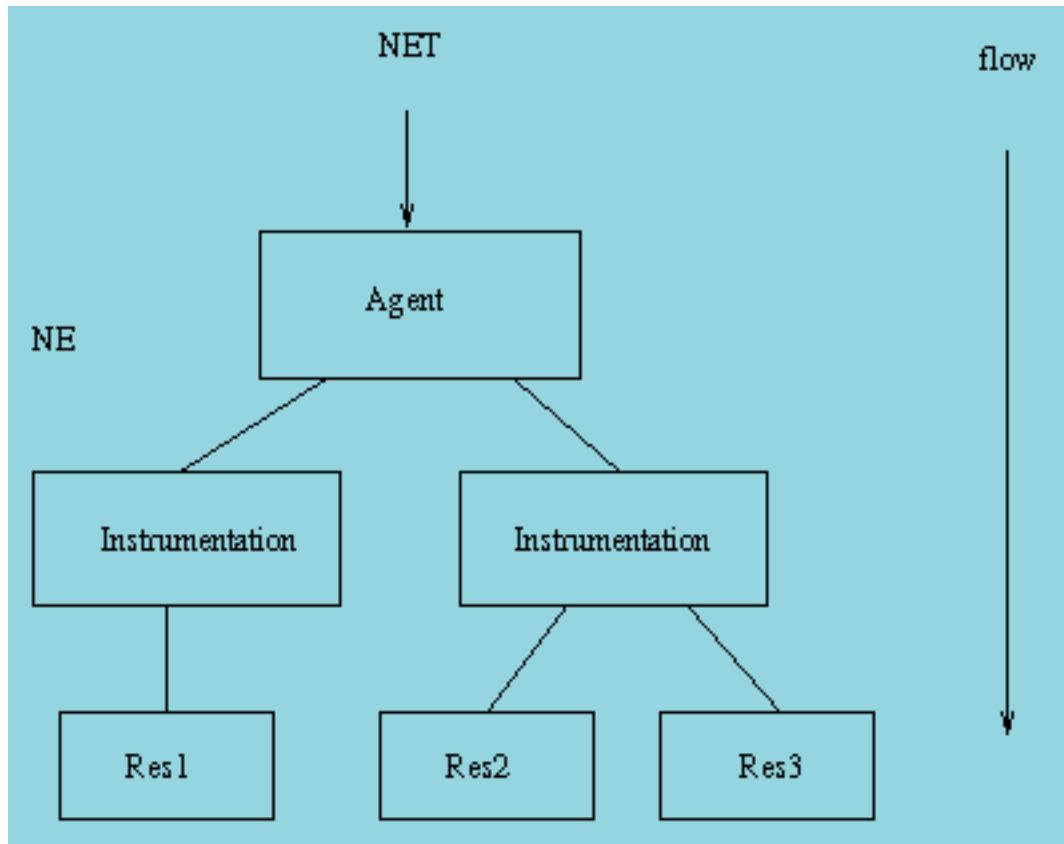 NET
flow
Agent
NE
Instrumentation
Instrumentation
Res1
Res2
Res3